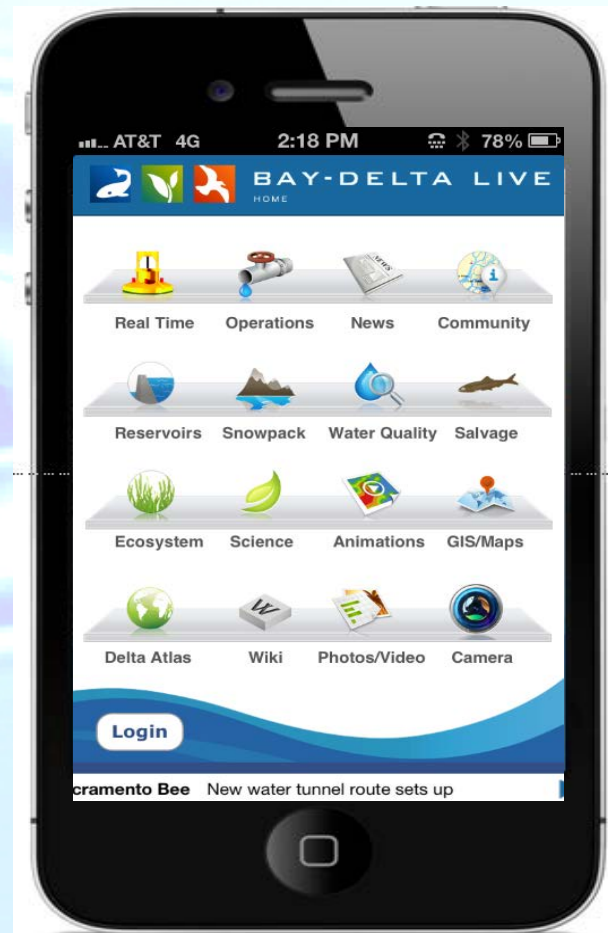 AT&T 4G 2:18 PM 78%
BAY-DELTA LIVE
HOME
NEWS
Real Time Operations News Community
Reservoirs Snowpack Water Quality Salvage
Ecosystem Science Animations GIS/Maps
W
Delta Atlas Wiki Photos/Video Camera
Login
cramento Bee New water tunnel route sets up